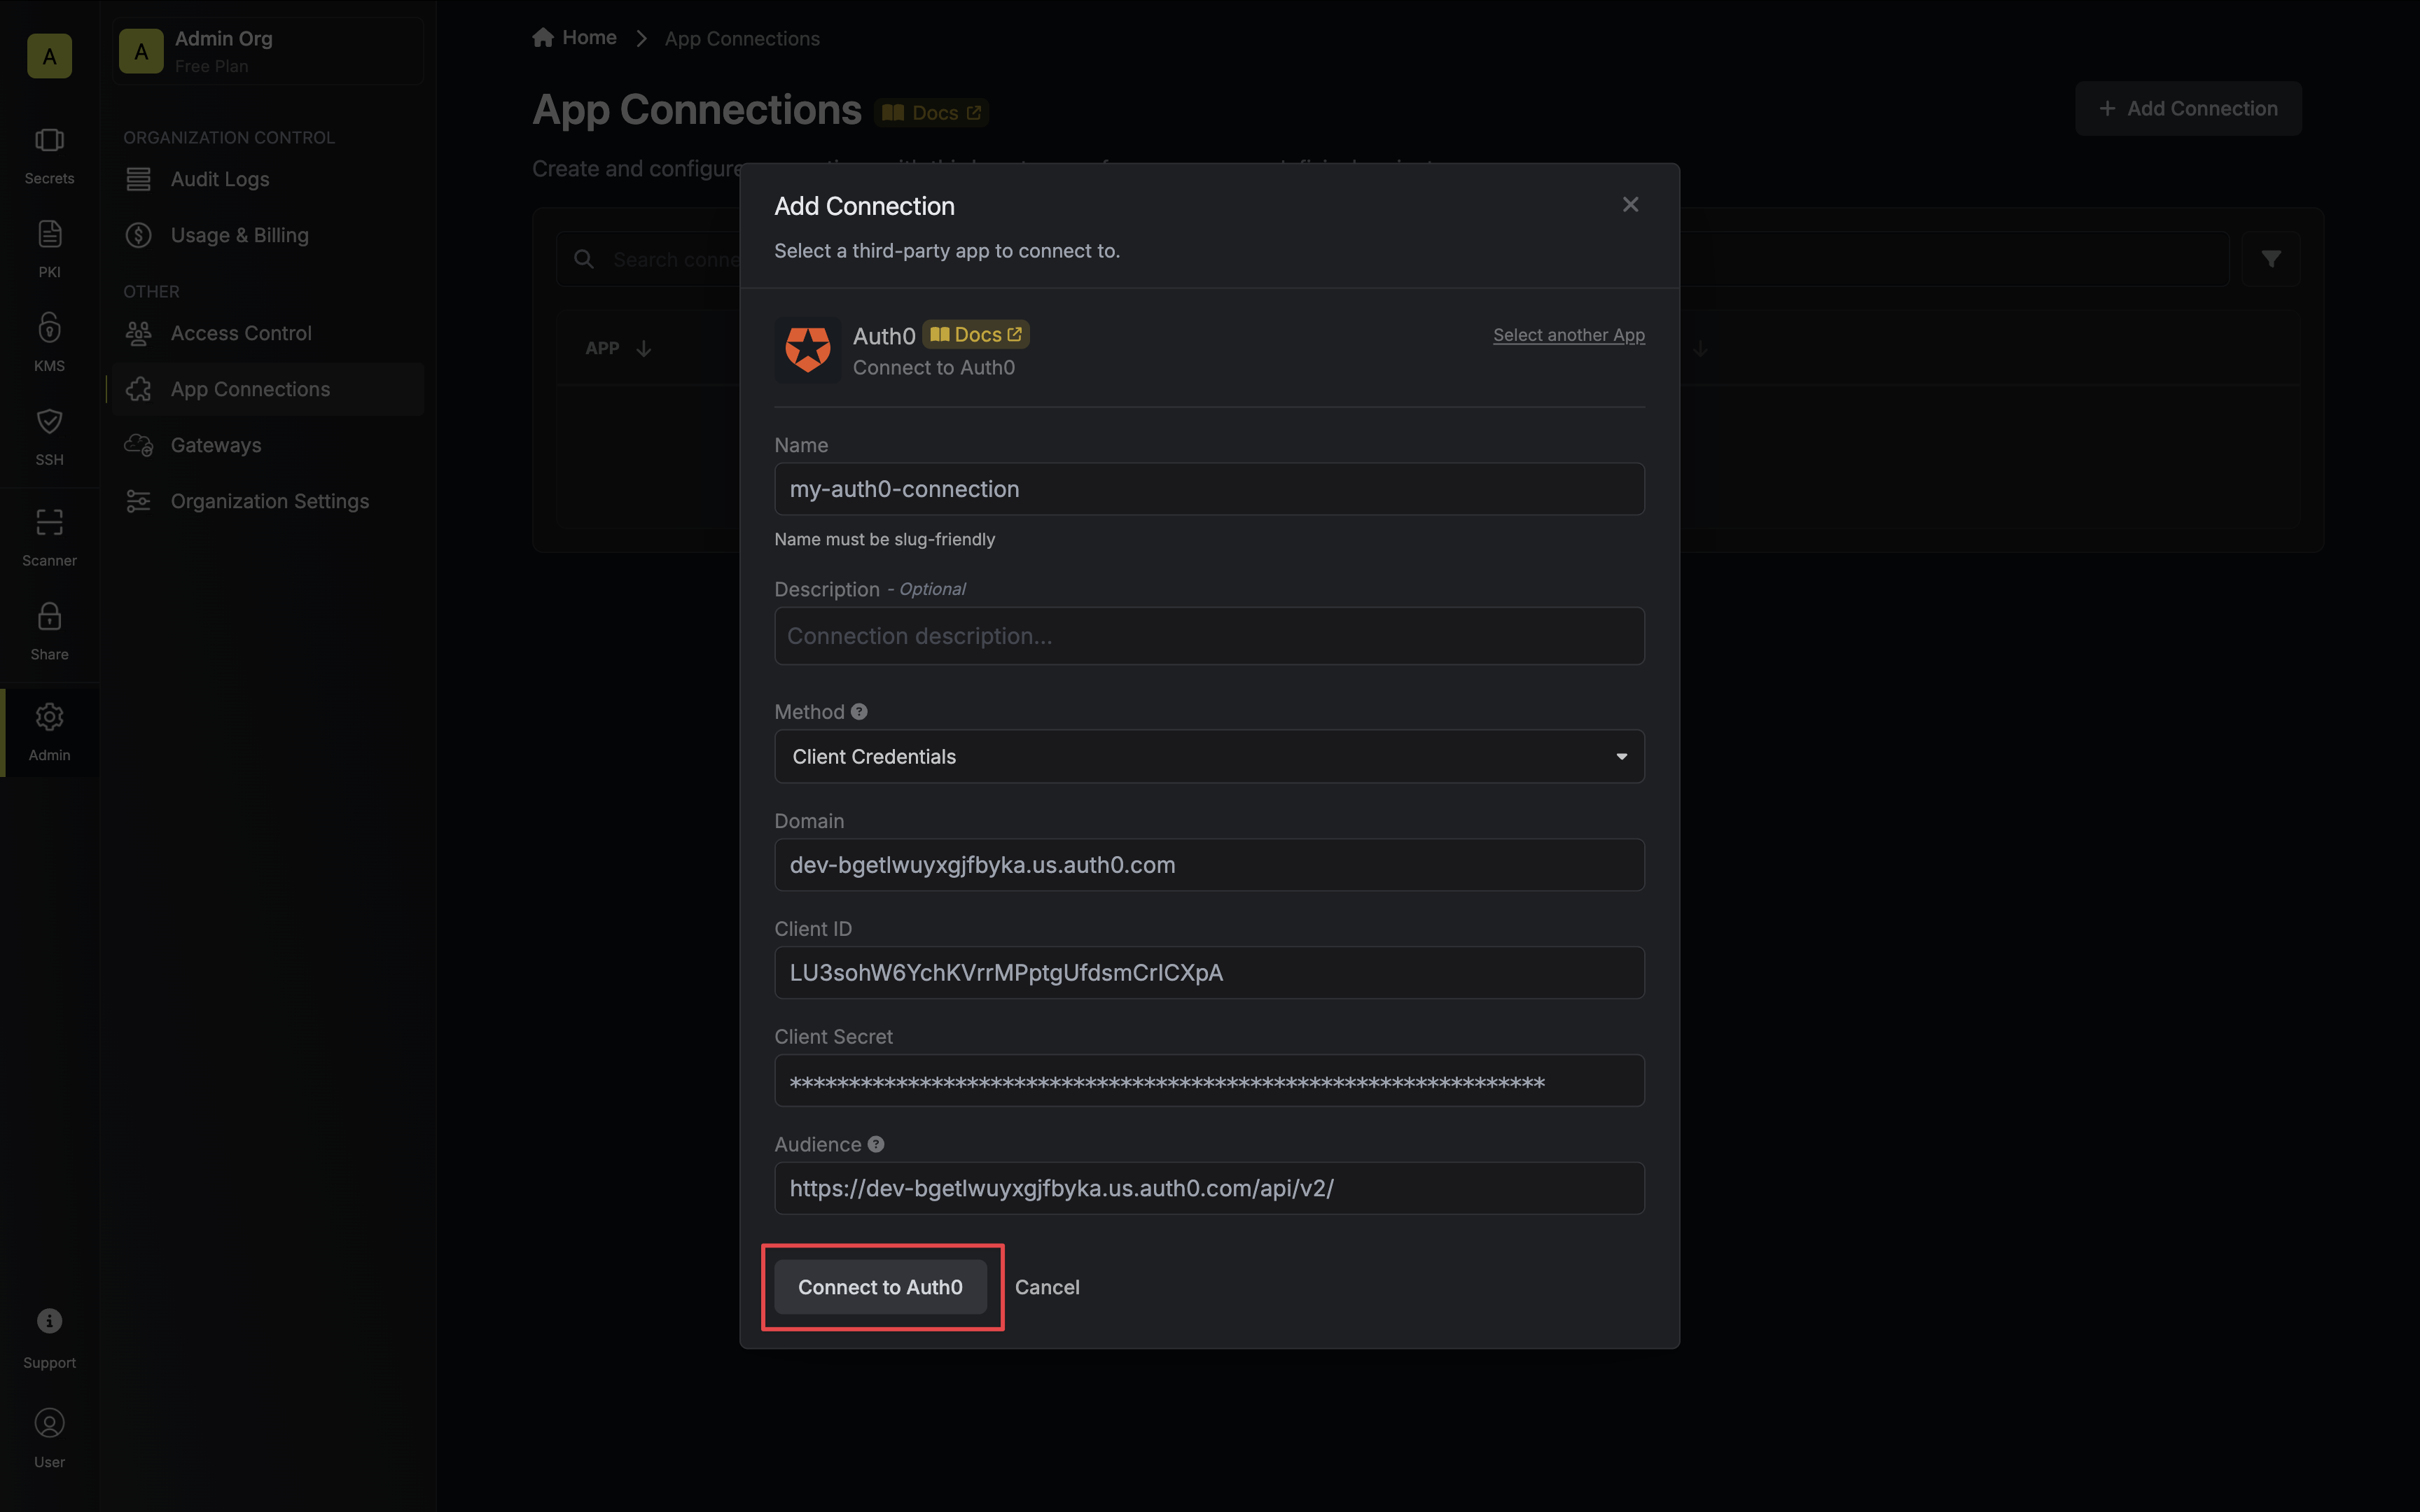 A
Secrets
PKI
KMS
SSH
Scanner
Share
Admin
Support
User
A
Admin Org
Free Plan
ORGANIZATION CONTROL
Audit Logs
Usage & Billing
OTHER
Access Control
App Connections
Gateways
Organization Settings
Home
App Connections
App Connections
Docs
+ Add Connection
Create and configure
Search conne
APP
Add Connection
Select a third-party app to connect to.
Auth0
Docs
Connect to Auth0
Select another App
Name
my-auth0-connection
Name must be slug-friendly
Description - Optional
Connection description...
Method
Client Credentials
Domain
dev-bgetlwuyxgjfbyka.us.auth0.com
Client ID
LU3sohW6YchKVrrMPptgUfdsmCrICXpA
Client Secret
****************************************************************
Audience
https://dev-bgetlwuyxgjfbyka.us.auth0.com/api/v2/
Connect to Auth0
Cancel